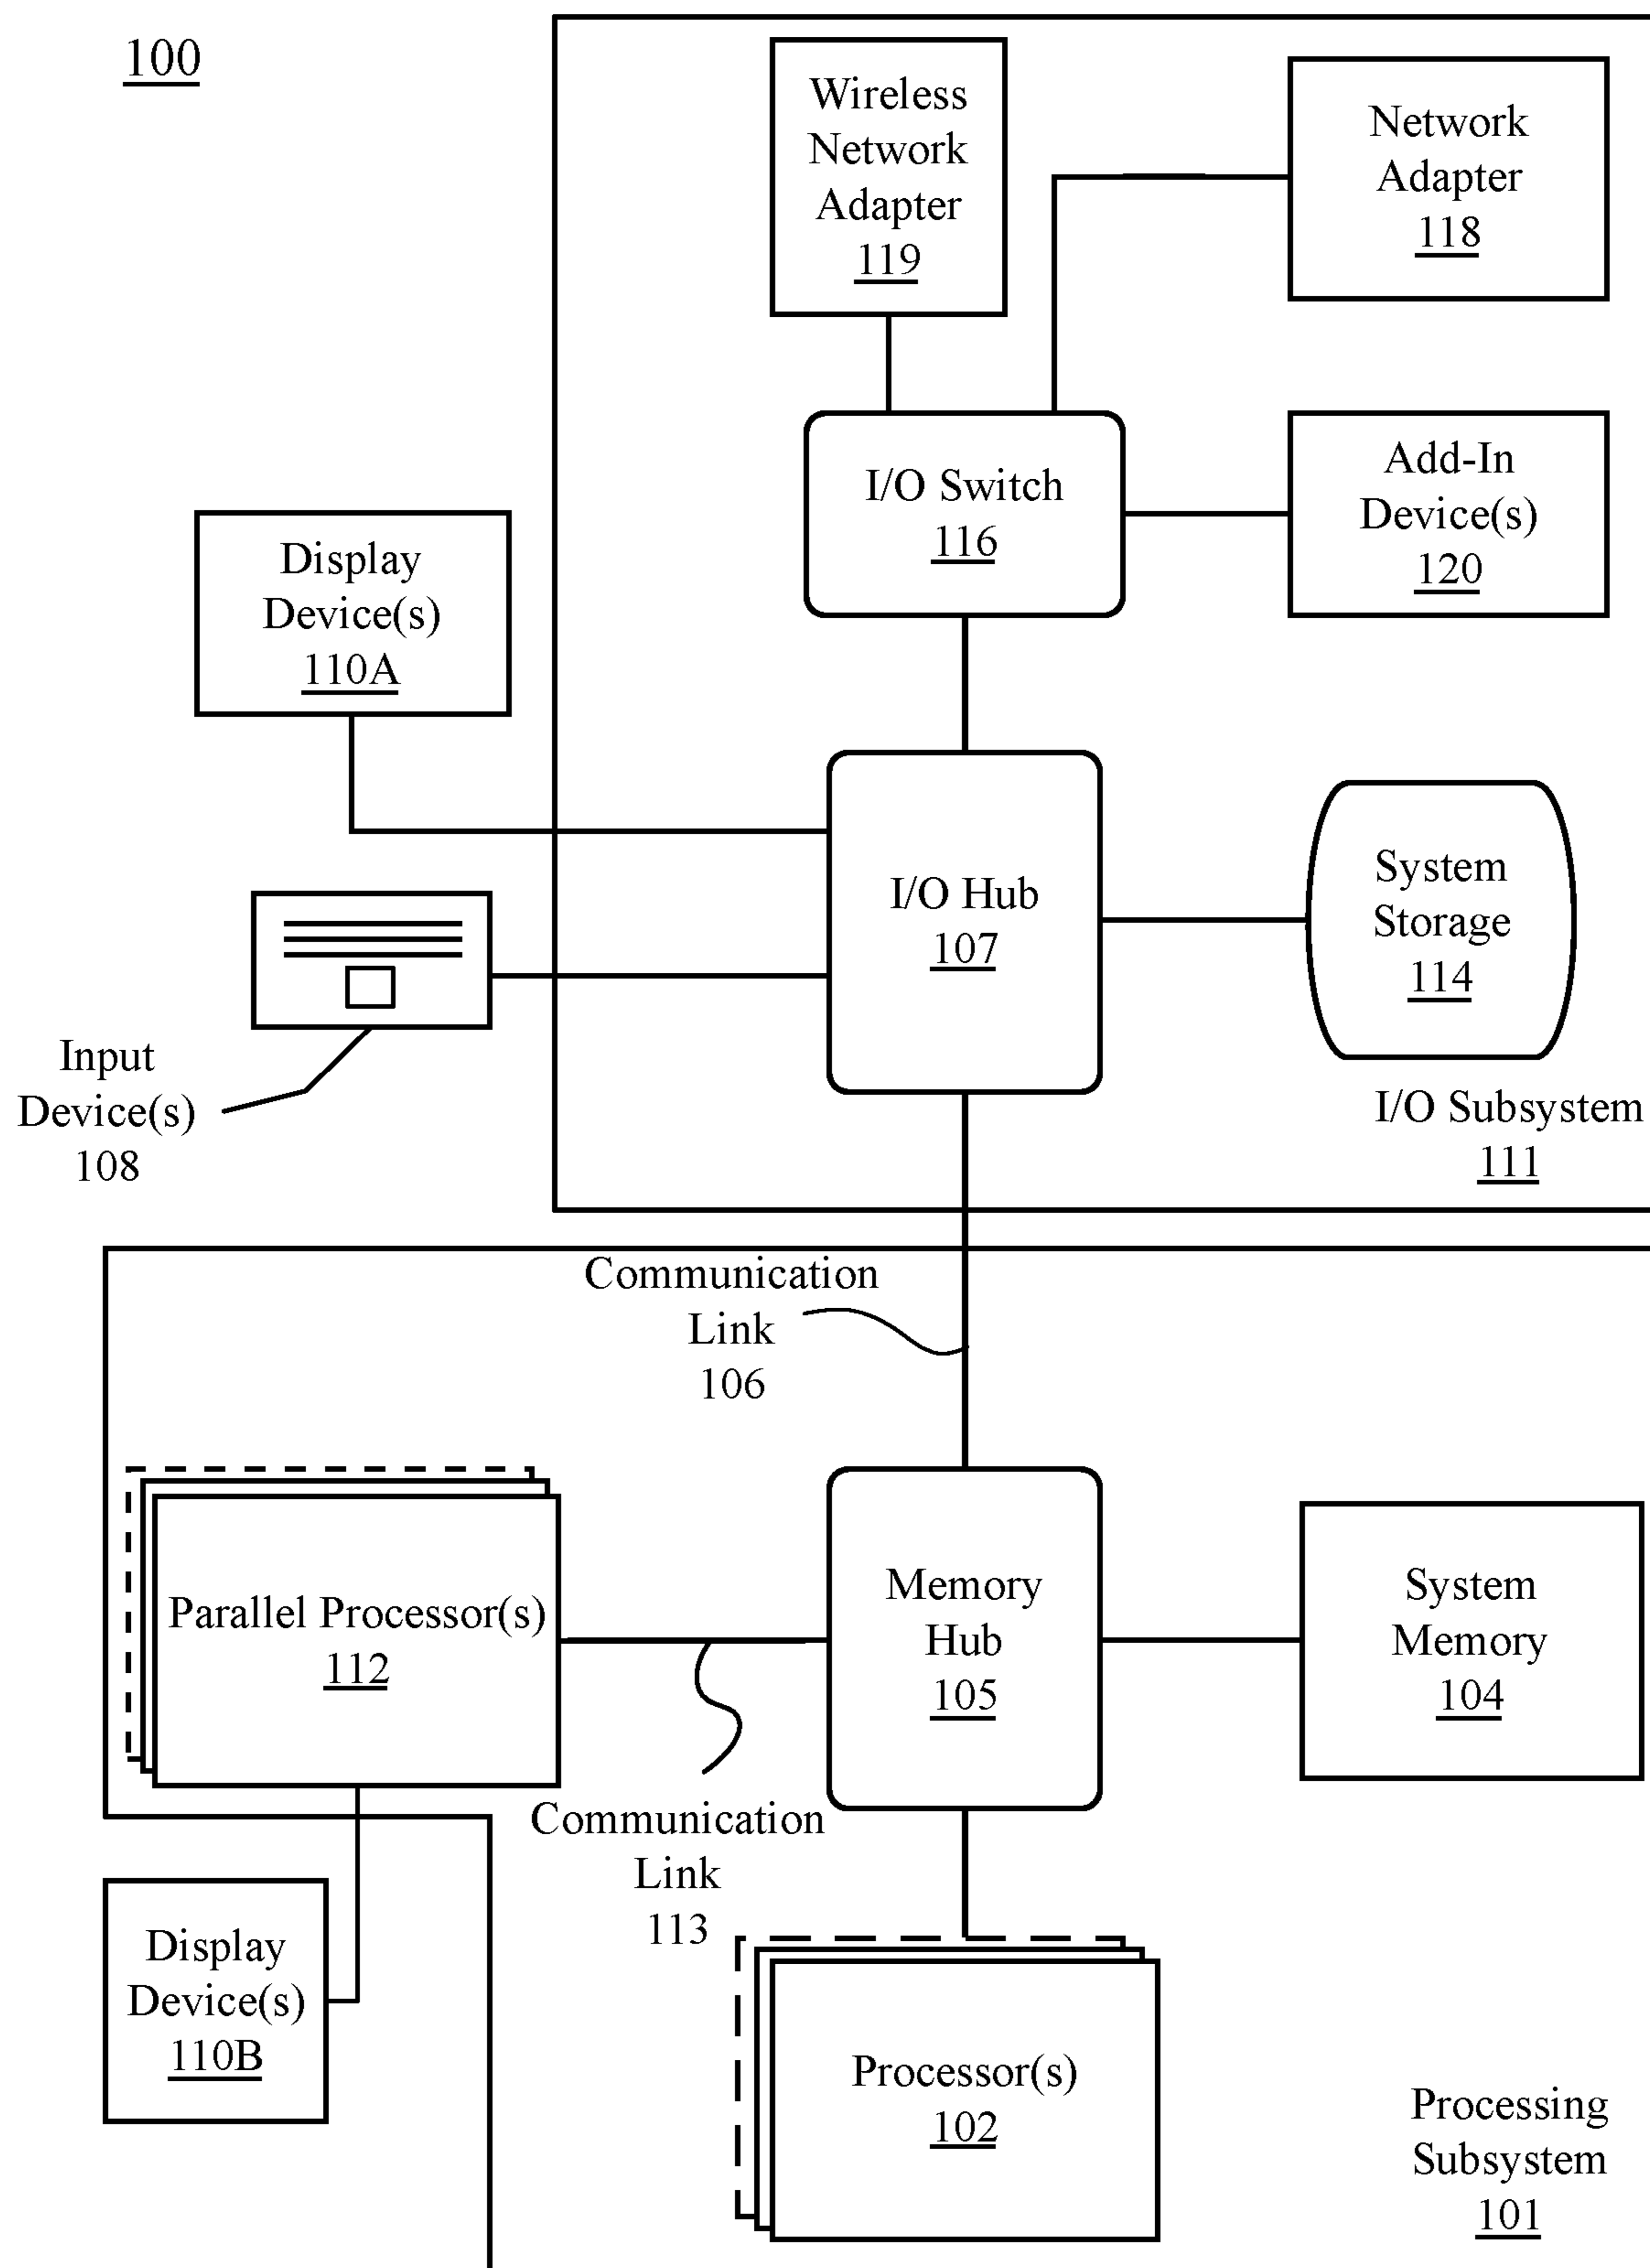 100
Wireless
Network
Adapter
119
Network
Adapter
118
I/O Switch
116
Add-In
Device(s)
120
Display
Device(s)
110A
I/O Hub
107
System
Storage
114
Input
Device(s)
108
I/O Subsystem
111
Communication
Link
106
Parallel Processor(s)
112
Memory
Hub
105
System
Memory
104
Communication
Link
113
Display
Device(s)
110B
Processor(s)
102
Processing
Subsystem
101